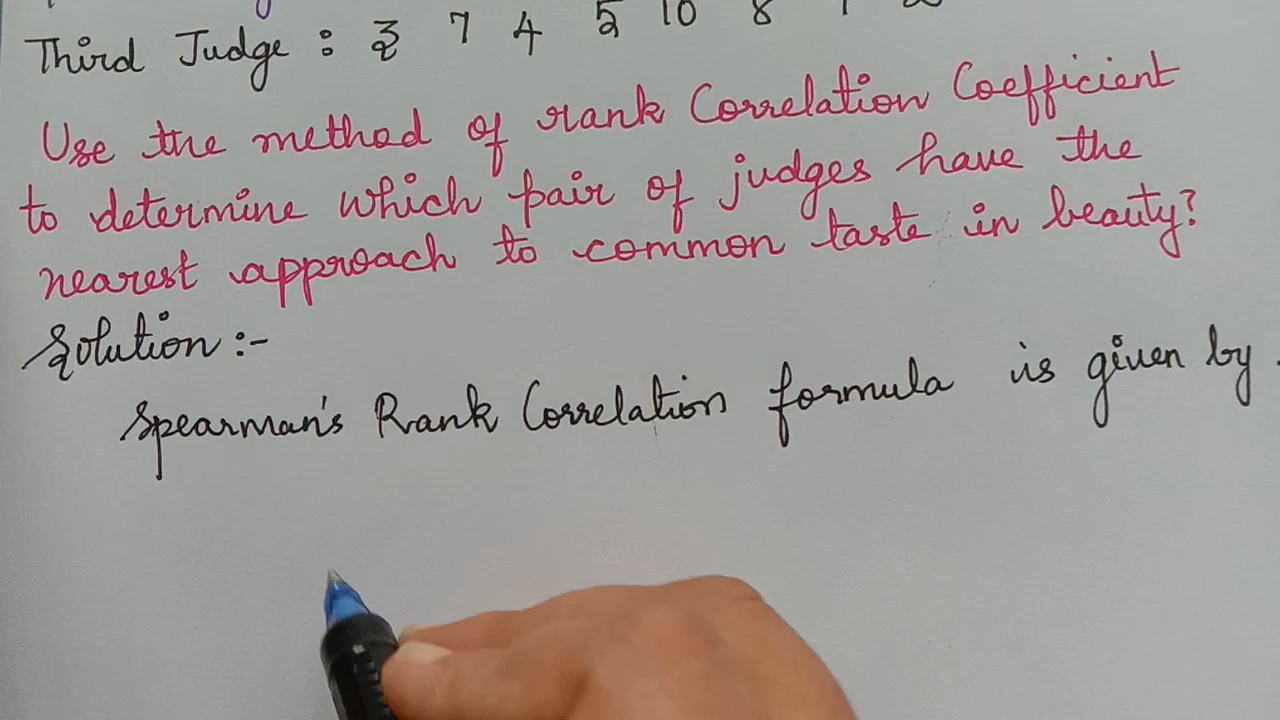 Third Judge : 3 7 4 5 10 8
Use the method of rank Correlation Coefficient
to determine which pair of judges have the
nearest approach to common taste in beauty?
Solution :-
Spearman's Rank Correlation formula is given by